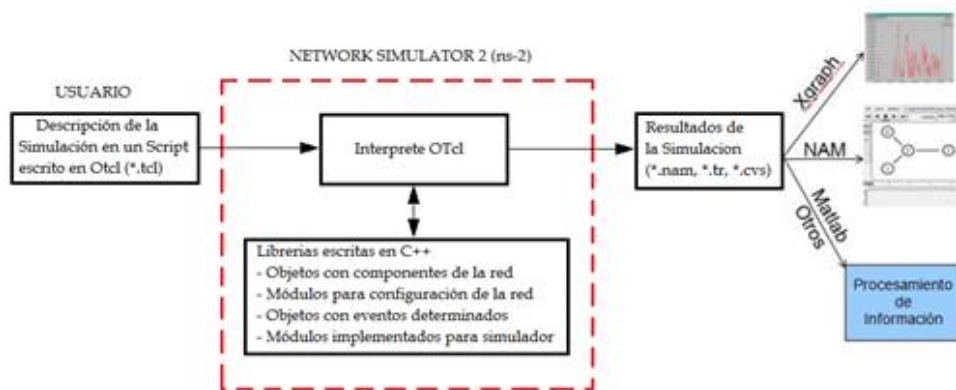 NETWORK SIMULATOR 2 (ns-2)
USUARIO
Descripción de la
Simulación en un Script
escrito en Otcl (*.tcl)
Interprete OTcl
Librerias escritas en C++
- Objetos con componentes de la red
- Módulos para configuración de la red
- Objetos con eventos determinados
- Módulos implementados para simulador
Resultados de
la Simulacion
(*.nam, *.tr, *.cvs)
Xgraph
NAM
Matlab
Otros
Procesamiento
de
Información